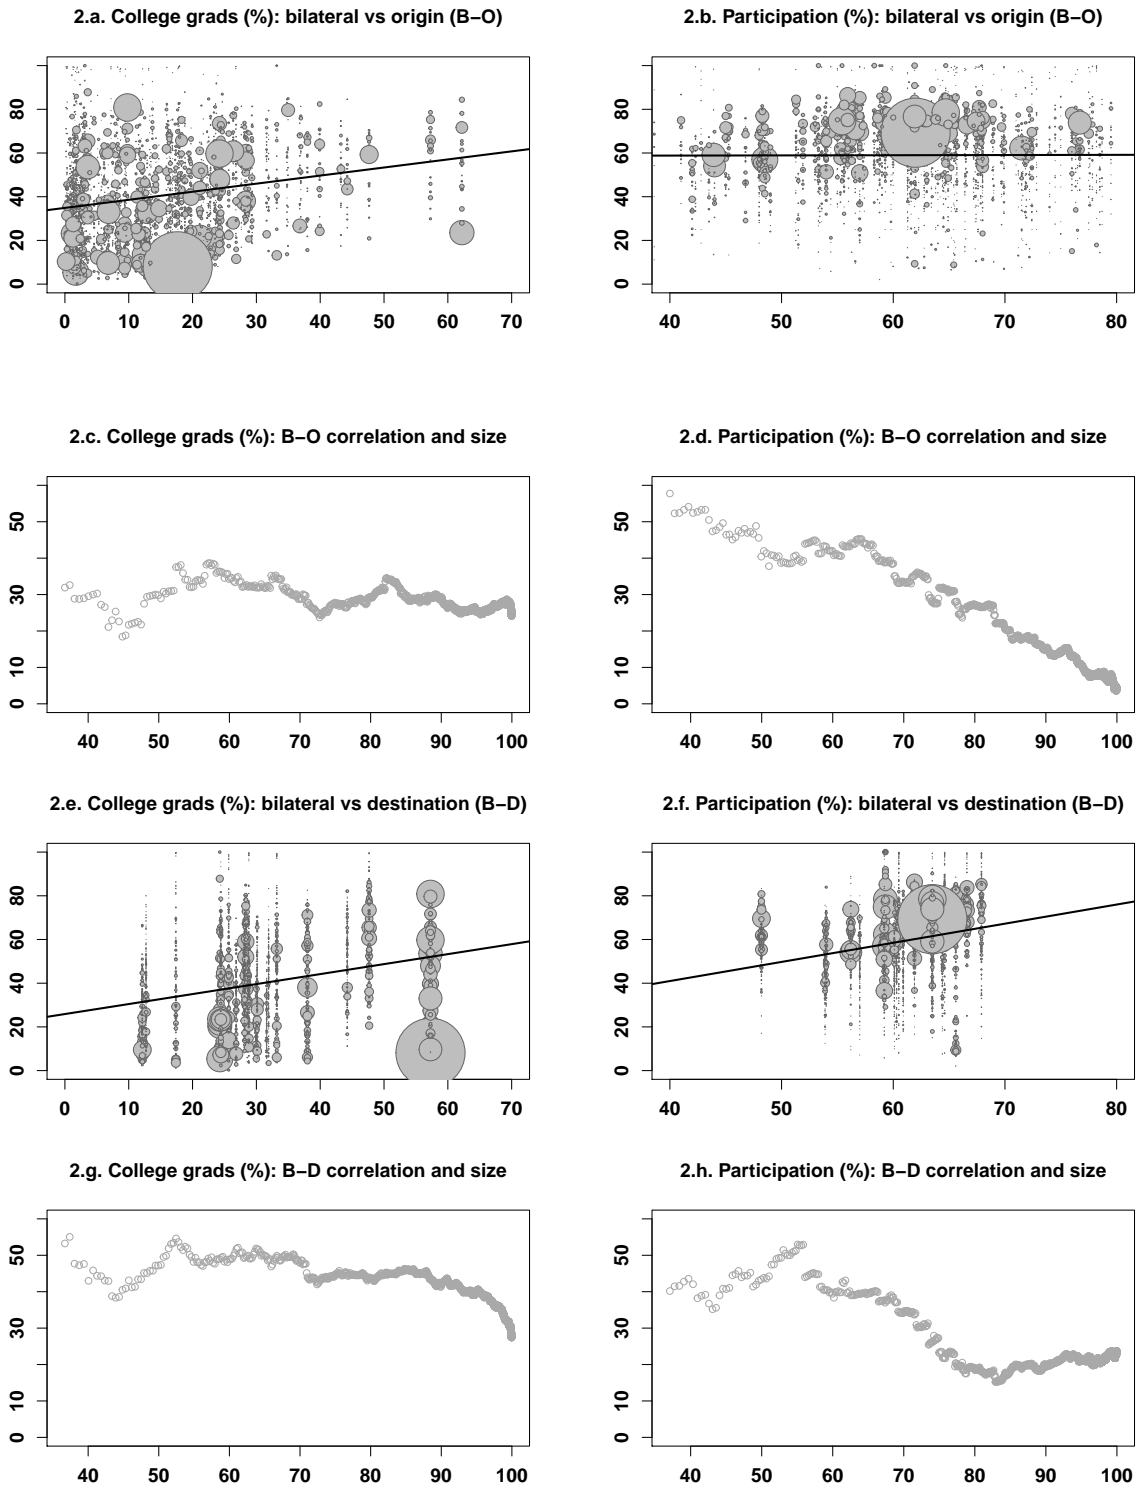 2.a. College grads (%): bilateral vs origin (B−O)
2.b. Participation (%): bilateral vs origin (B−O)
0 20 40 60 80
0 10 20 30 40 50 60 70
0 20 40 60 80
40 50 60 70 80
2.c. College grads (%): B−O correlation and size
2.d. Participation (%): B−O correlation and size
0 10 30 50
40 50 60 70 80 90 100
0 10 30 50
40 50 60 70 80 90 100
2.e. College grads (%): bilateral vs destination (B−D)
2.f. Participation (%): bilateral vs destination (B−D)
0 20 40 60 80
0 10 20 30 40 50 60 70
0 20 40 60 80
40 50 60 70 80
2.g. College grads (%): B−D correlation and size
2.h. Participation (%): B−D correlation and size
0 10 30 50
40 50 60 70 80 90 100
0 10 30 50
40 50 60 70 80 90 100